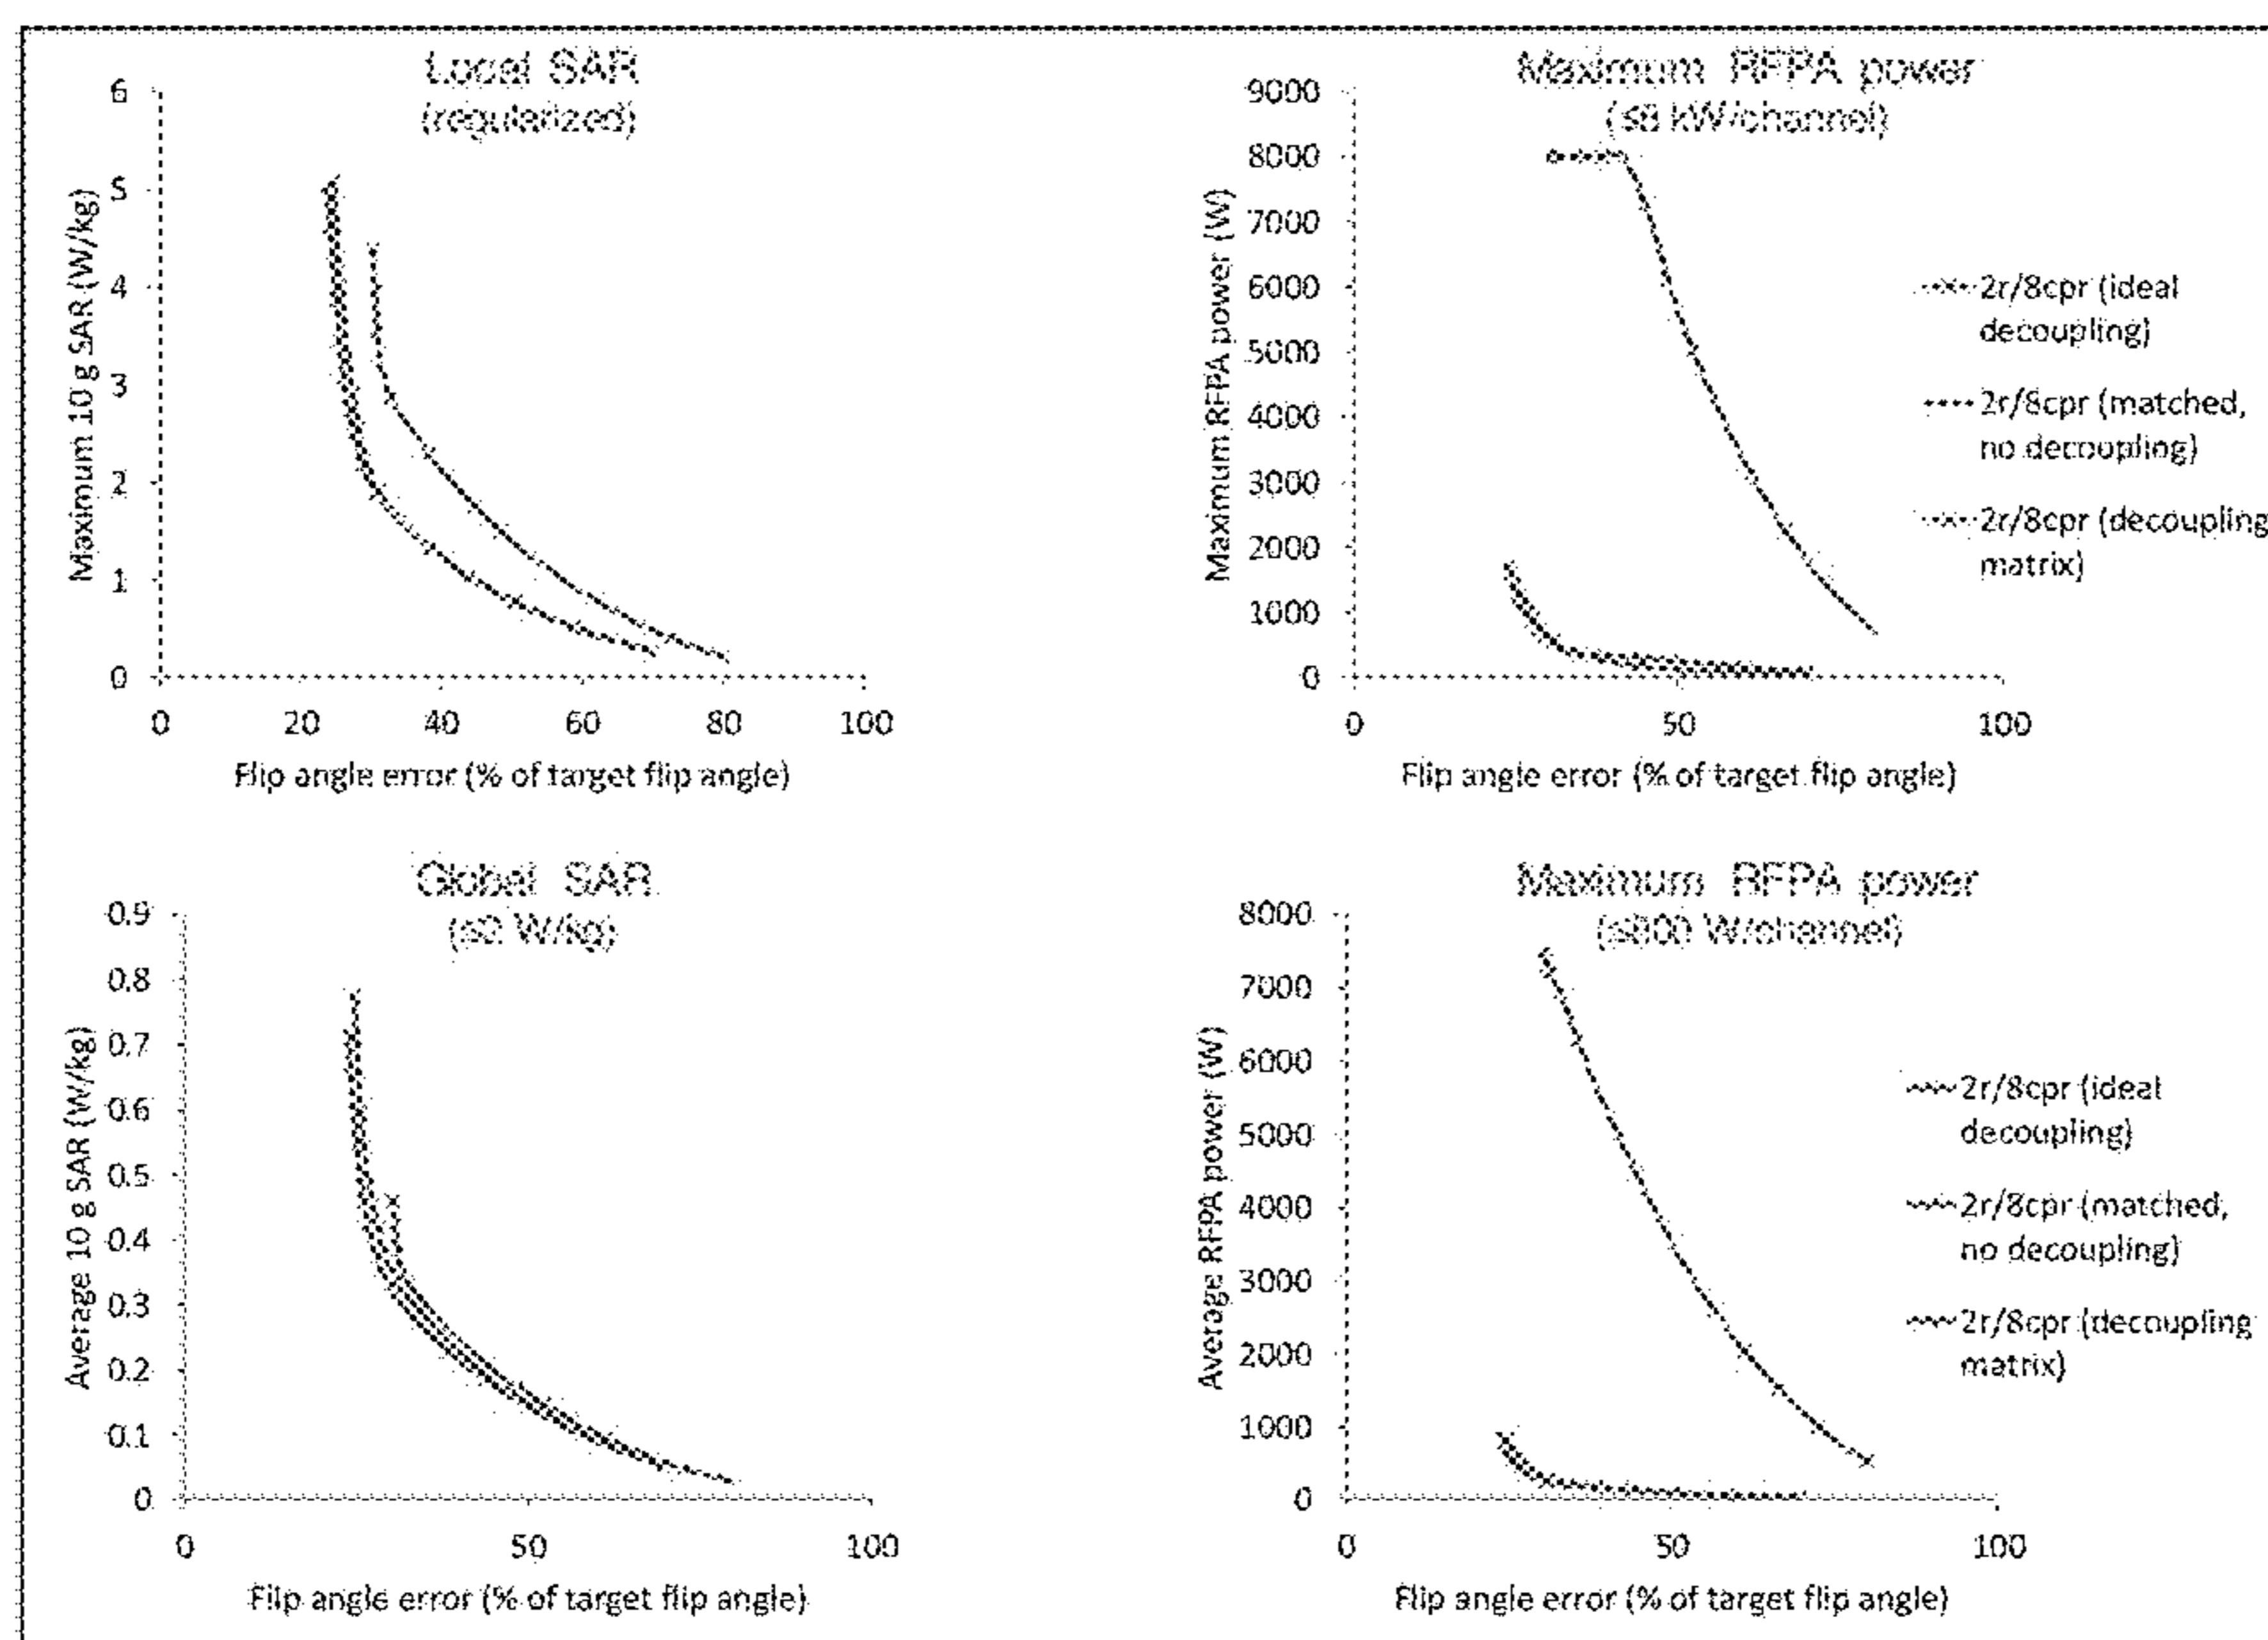 Local SAR
(regularized)
6
5
4
3
2
1
0
Maximum 10 g SAR (W/kg)
0 20 40 60 80 100
Flip angle error (% of target flip angle)
Maximum RFPA power
(≤8 kW/channel)
9000
8000
7000
6000
5000
4000
3000
2000
1000
0
Maximum RFPA power (W)
0 50 100
Flip angle error (% of target flip angle)
2r/8cpr (ideal
decoupling)
2r/8cpr (matched,
no decoupling)
2r/8cpr (decoupling
matrix)
Global SAR
(≤3 W/kg)
0.9
0.8
0.7
0.6
0.5
0.4
0.3
0.2
0.1
0
Average 10 g SAR (W/kg)
0 50 100
Flip angle error (% of target flip angle)
Maximum RFPA power
(≤800 W/channel)
8000
7000
6000
5000
4000
3000
2000
1000
0
Average RFPA power (W)
0 50 100
Flip angle error (% of target flip angle)
2r/8cpr (ideal
decoupling)
2r/8cpr (matched,
no decoupling)
2r/8cpr (decoupling
matrix)